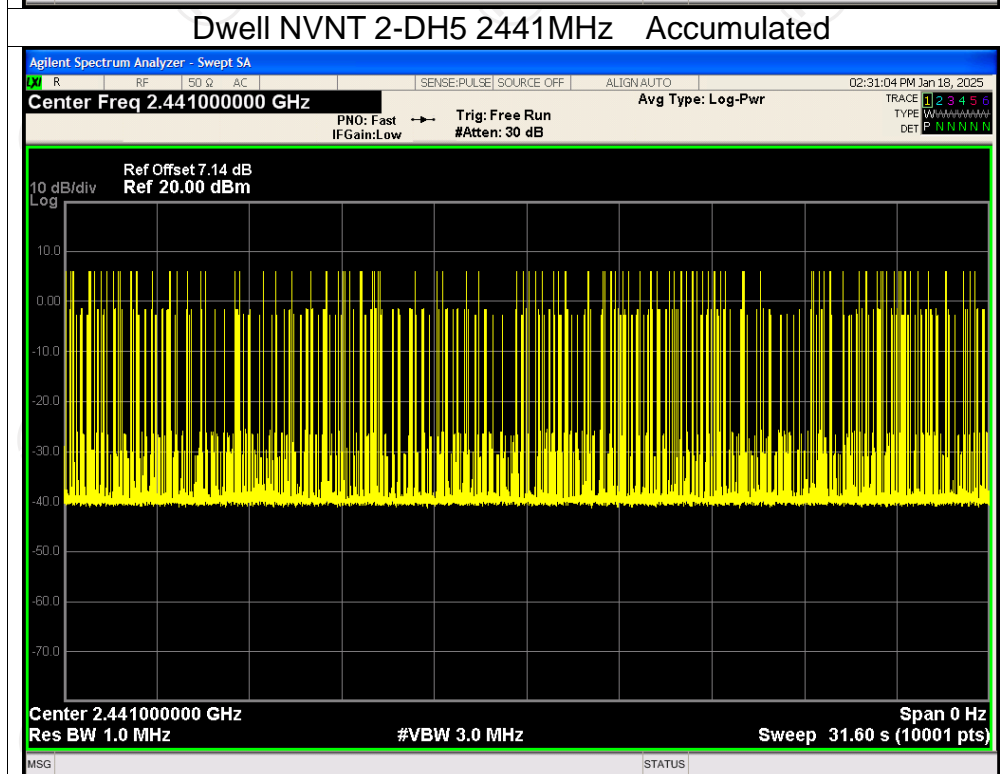 Dwell NVNT 2-DH5 2441MHz Accumulated
Agilent Spectrum Analyzer - Swept SA
LXI R RF 50 Ω AC SENSE:PULSE SOURCE OFF ALIGN AUTO 02:31:04 PM Jan 18, 2025
Center Freq 2.441000000 GHz
PNO: Fast
IFGain:Low
Trig: Free Run
#Atten: 30 dB
Avg Type: Log-Pwr
TRACE 1 2 3 4 5 6
TYPE WWWWWW
DET P N N N N N
Ref Offset 7.14 dB
10 dB/div Ref 20.00 dBm
Log
10.0
0.00
-10.0
-20.0
-30.0
-40.0
-50.0
-60.0
-70.0
Center 2.441000000 GHz Span 0 Hz
Res BW 1.0 MHz #VBW 3.0 MHz Sweep 31.60 s (10001 pts)
MSG STATUS